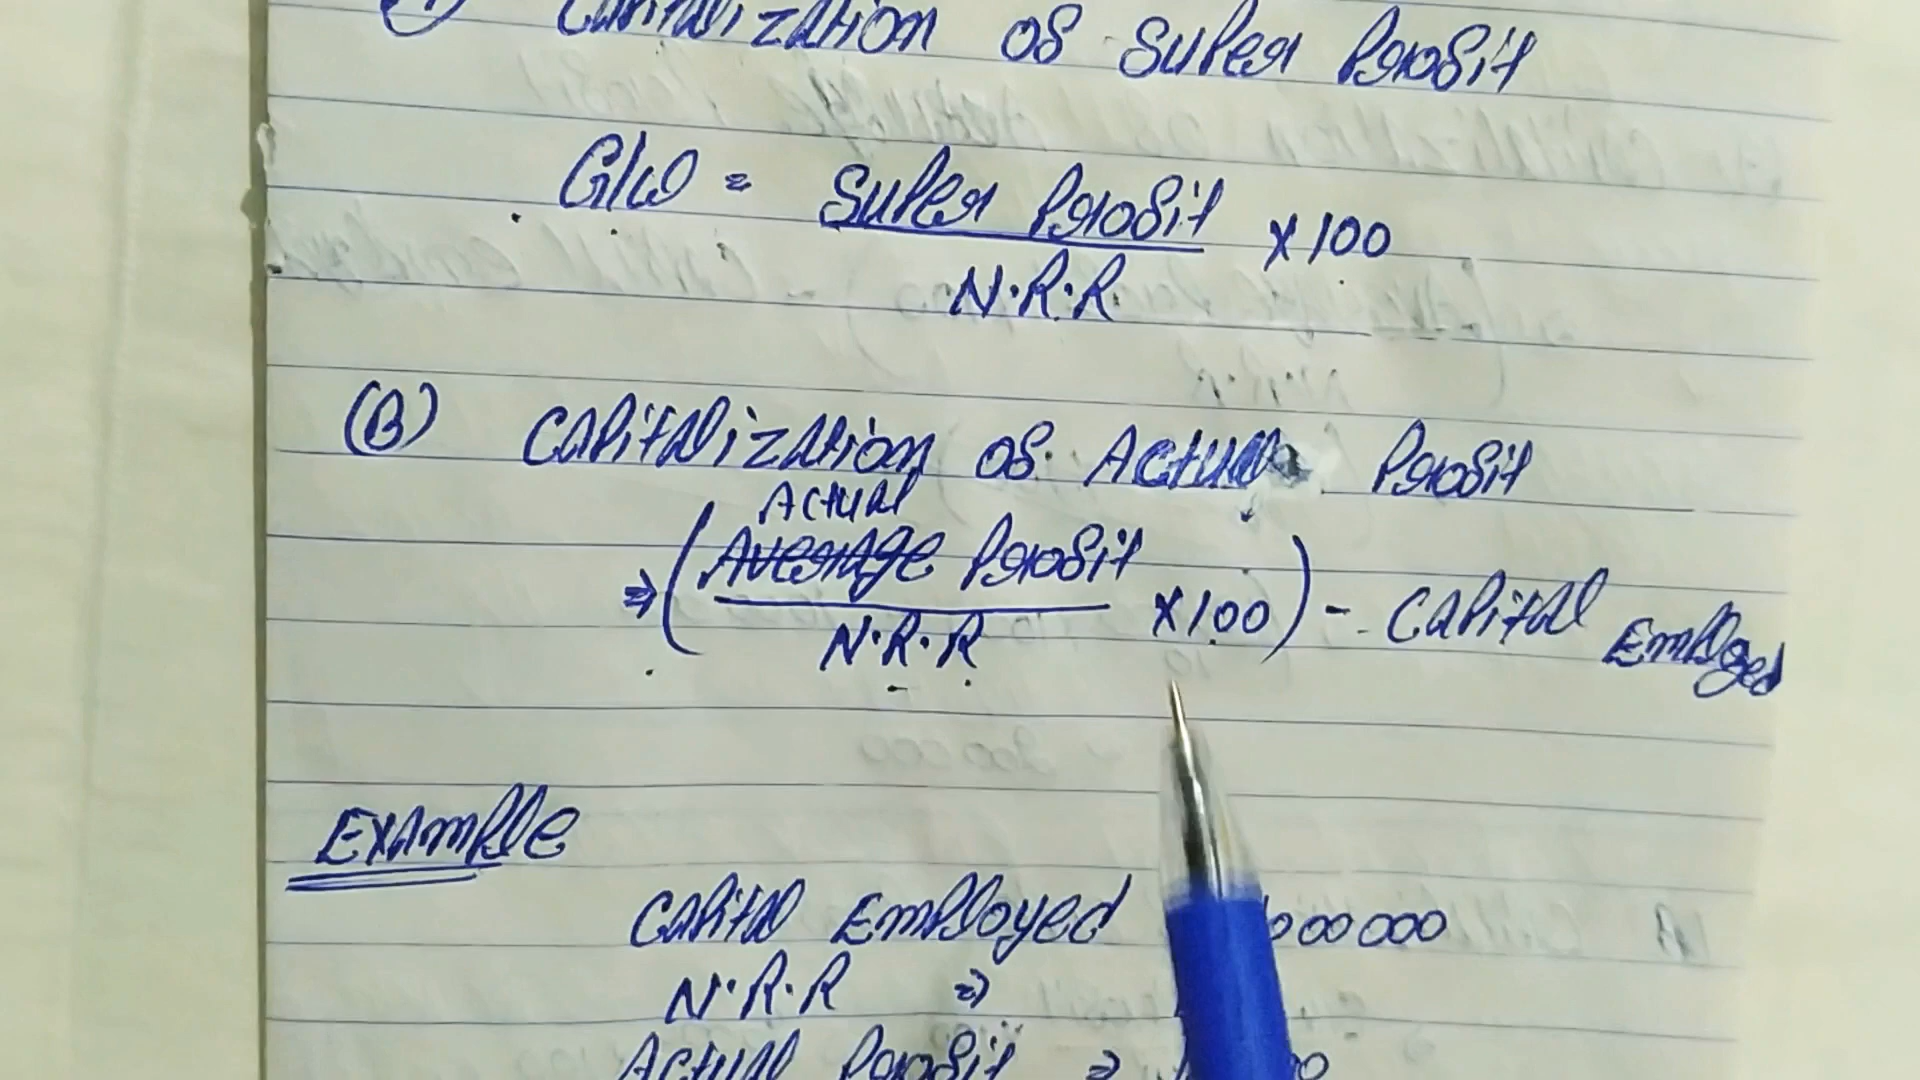 Capitalization of Super Profit
G/W = Super Profit / N.R.R × 100
(B) Capitalization of Actual Profit
Actual
⇒ (Average Profit / N.R.R × 100) - Capital Employed
Example
Capital Employed 000000
N.R.R ⇒
Actual Profit ⇒